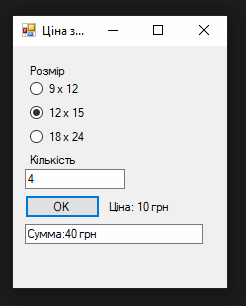 Ціна з...
Розмір
9 x 12
12 x 15
18 x 24
Кількість
4
OK Ціна: 10 грн
Сумма:40 грн